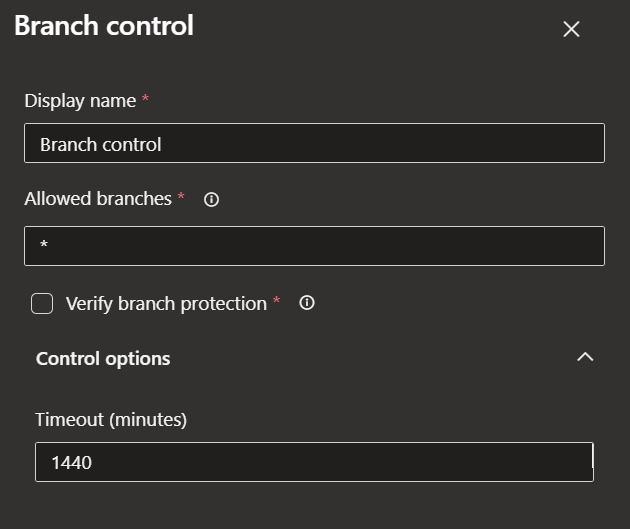 Branch control
Display name *
Branch control
Allowed branches *
*
Verify branch protection *
Control options
Timeout (minutes)
1440